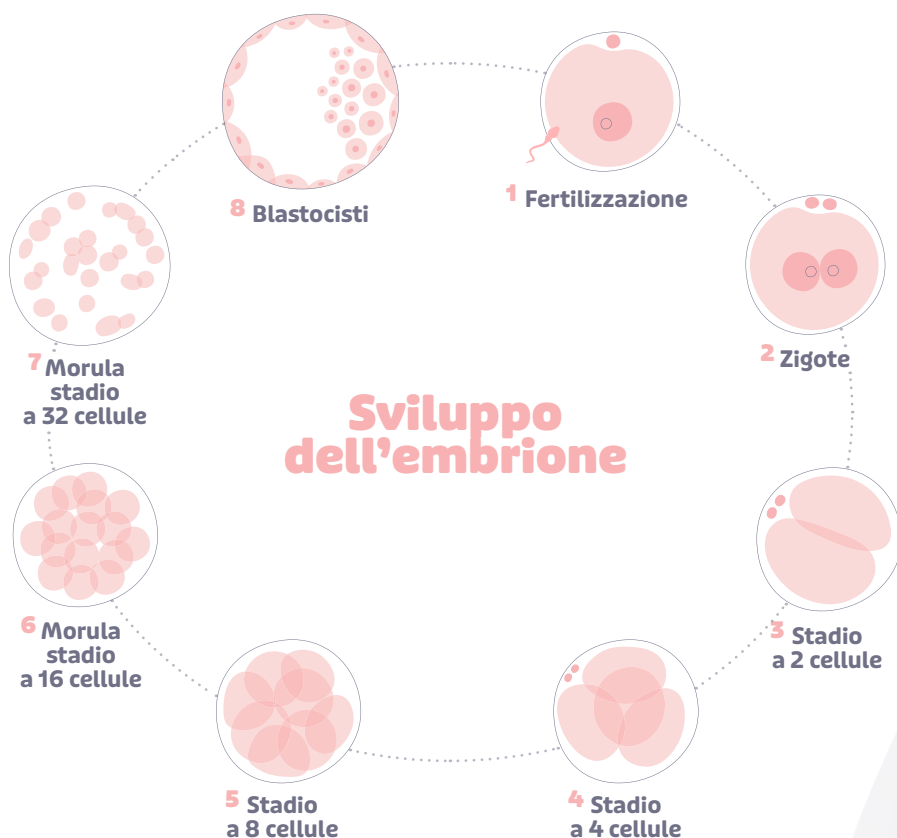 Sviluppo
dell'embrione
1 Fertilizzazione
2 Zigote
3 Stadio
a 2 cellule
4 Stadio
a 4 cellule
5 Stadio
a 8 cellule
6 Morula
stadio
a 16 cellule
7 Morula
stadio
a 32 cellule
8 Blastocisti